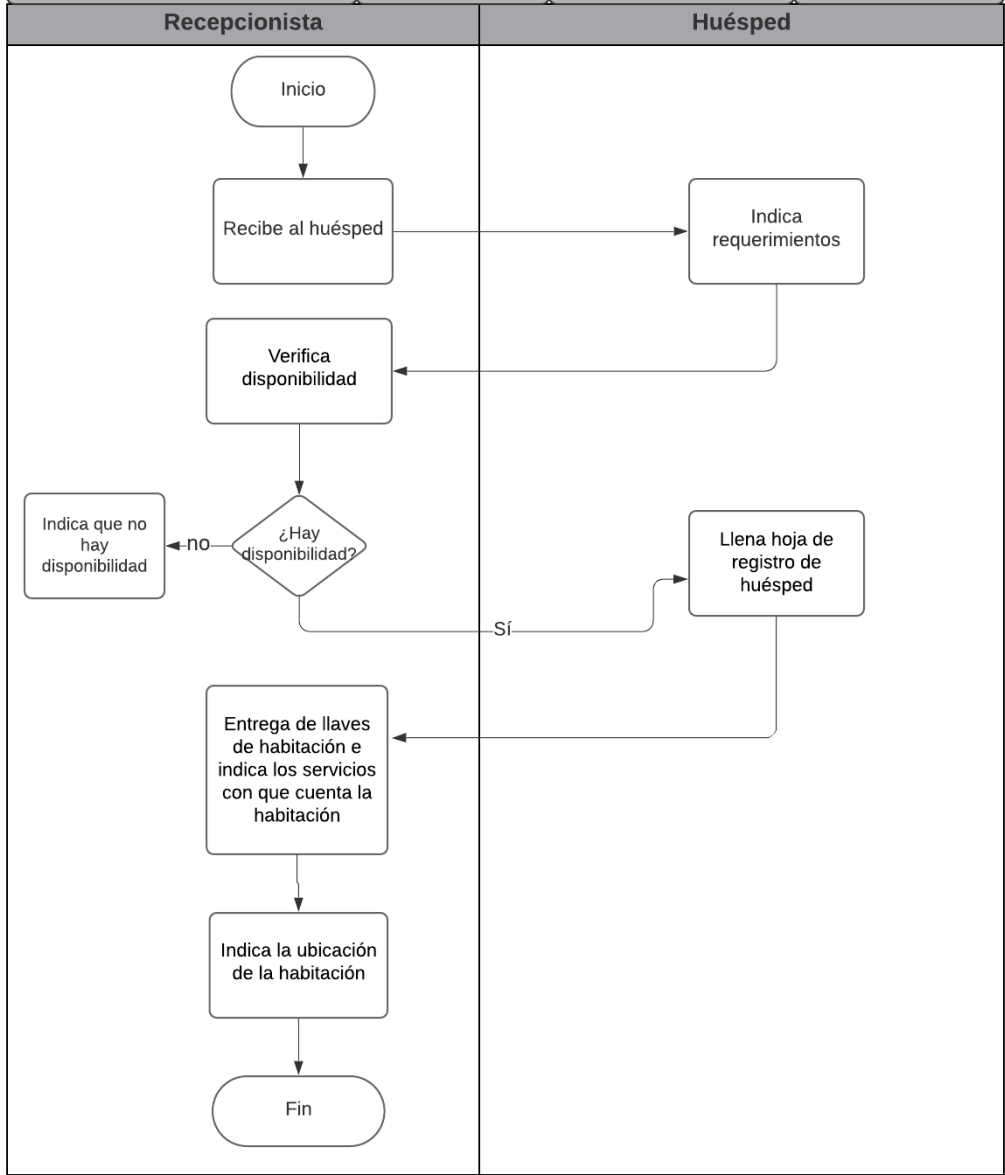 Recepcionista
Huésped
Inicio
Recibe al huésped
Indica
requerimientos
Verifica
disponibilidad
¿Hay
disponibilidad?
no
Indica que no
hay
disponibilidad
Sí
Llena hoja de
registro de
huésped
Entrega de llaves
de habitación e
indica los servicios
con que cuenta la
habitación
Indica la ubicación
de la habitación
Fin